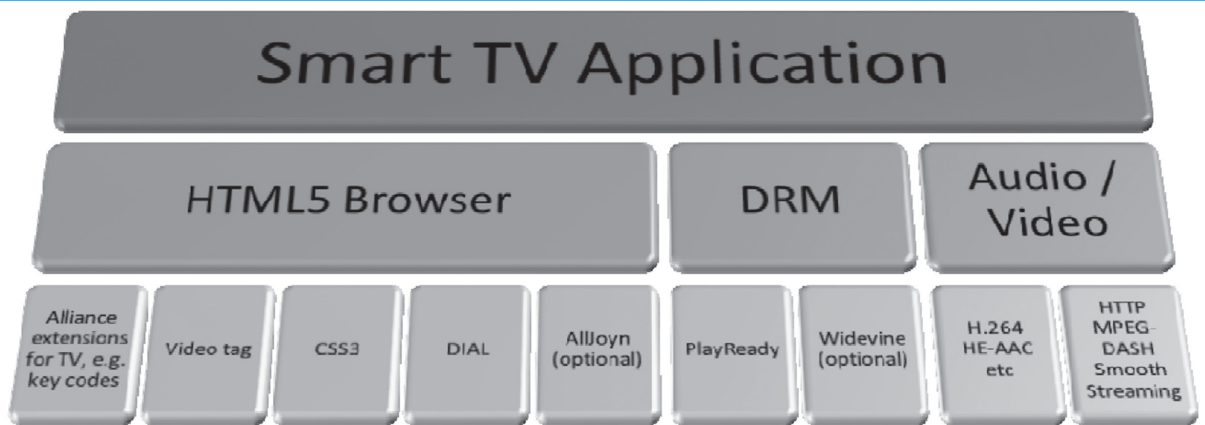 Smart TV Application
HTML5 Browser
DRM
Audio /
Video
Alliance
extensions
for TV, e.g.
key codes
Video tag
CSS3
DIAL
AllJoyn
(optional)
PlayReady
Widevine
(optional)
H.264
HE-AAC
etc
HTTP
MPEG-
DASH
Smooth
Streaming